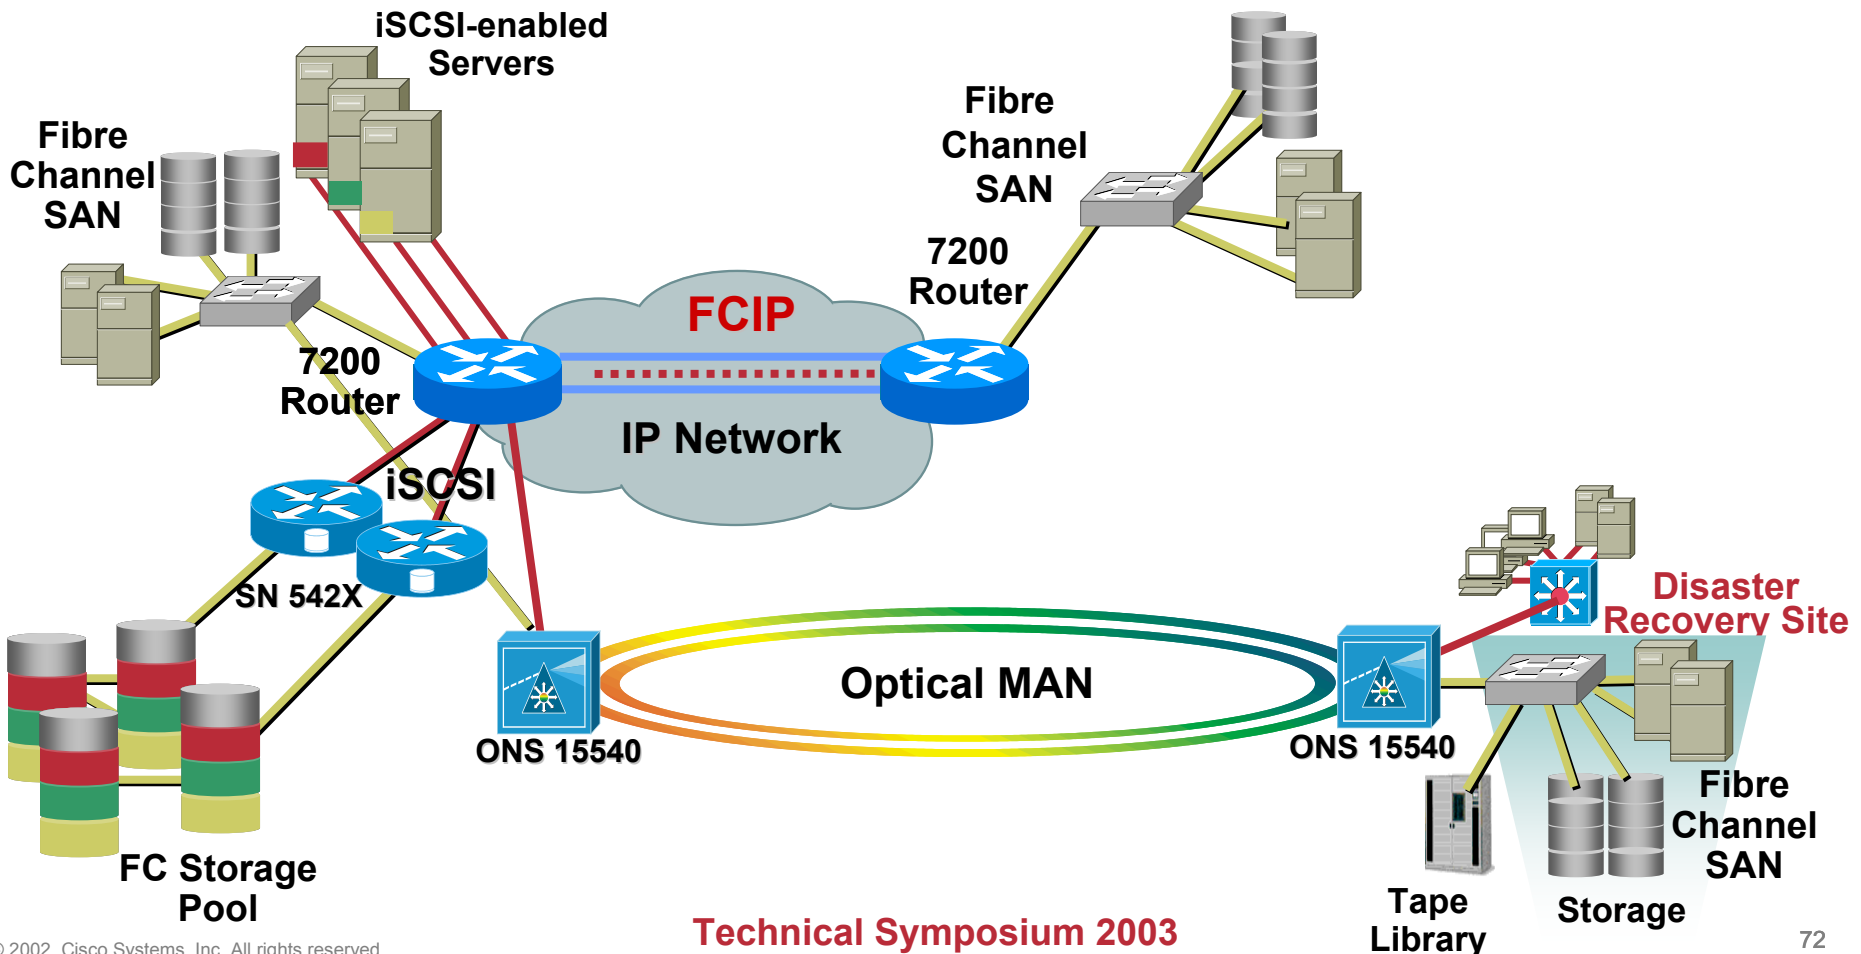 iSCSI-enabled
Servers
Fibre
Channel
SAN
Fibre
Channel
SAN
7200
Router
FCIP
7200
Router
IP Network
iSCSI
SN 542X
Disaster
Recovery Site
Optical MAN
ONS 15540
ONS 15540
Fibre
Channel
SAN
FC Storage
Pool
Tape
Library
Storage
Technical Symposium 2003
© 2002, Cisco Systems, Inc. All rights reserved.
72